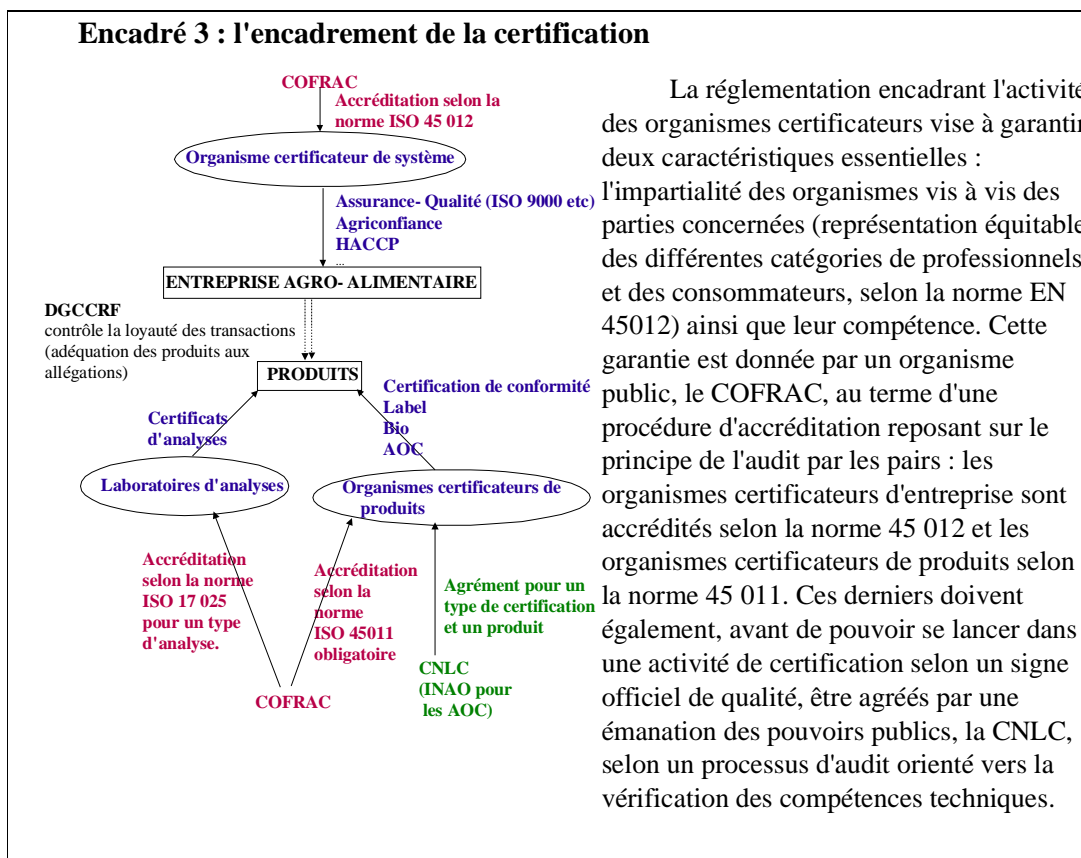 Encadré 3 : l'encadrement de la certification
COFRAC
Accréditation selon la
norme ISO 45 012
Organisme certificateur de système
Assurance- Qualité (ISO 9000 etc)
Agriconfiance
HACCP
...
ENTREPRISE AGRO- ALIMENTAIRE
DGCCRF
contrôle la loyauté des transactions
(adéquation des produits aux
allégations)
PRODUITS
Certification de conformité
Label
Bio
AOC
Certificats
d'analyses
Laboratoires d'analyses
Organismes certificateurs de
produits
Accréditation
selon la norme
ISO 17 025
pour un type
d'analyse.
Accréditation
selon la
norme
ISO 45011
obligatoire
Agrément pour un
type de certification
et un produit
CNLC
(INAO pour
les AOC)
COFRAC
La réglementation encadrant l'activité
des organismes certificateurs vise à garantir
deux caractéristiques essentielles :
l'impartialité des organismes vis à vis des
parties concernées (représentation équitable
des différentes catégories de professionnels
et des consommateurs, selon la norme EN
45012) ainsi que leur compétence. Cette
garantie est donnée par un organisme
public, le COFRAC, au terme d'une
procédure d'accréditation reposant sur le
principe de l'audit par les pairs : les
organismes certificateurs d'entreprise sont
accrédités selon la norme 45 012 et les
organismes certificateurs de produits selon
la norme 45 011. Ces derniers doivent
également, avant de pouvoir se lancer dans
une activité de certification selon un signe
officiel de qualité, être agréés par une
émanation des pouvoirs publics, la CNLC,
selon un processus d'audit orienté vers la
vérification des compétences techniques.